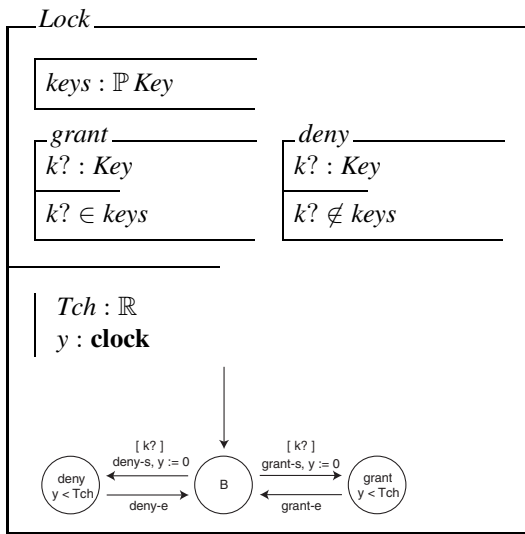 Lock
keys : ℙ Key
grant
k? : Key
k? ∈ keys
deny
k? : Key
k? ∉ keys
Tch : ℝ
y : clock
[ k? ]
deny-s, y := 0
[ k? ]
grant-s, y := 0
deny
y < Tch
B
grant
y < Tch
deny-e
grant-e